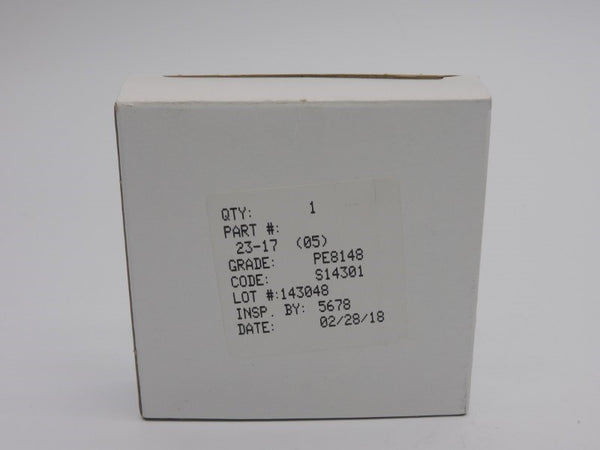 QTY: 1
PART #:
23-17 (05)
GRADE: PE8148
CODE: S14301
LOT #:143048
INSP. BY: 5678
DATE: 02/28/18